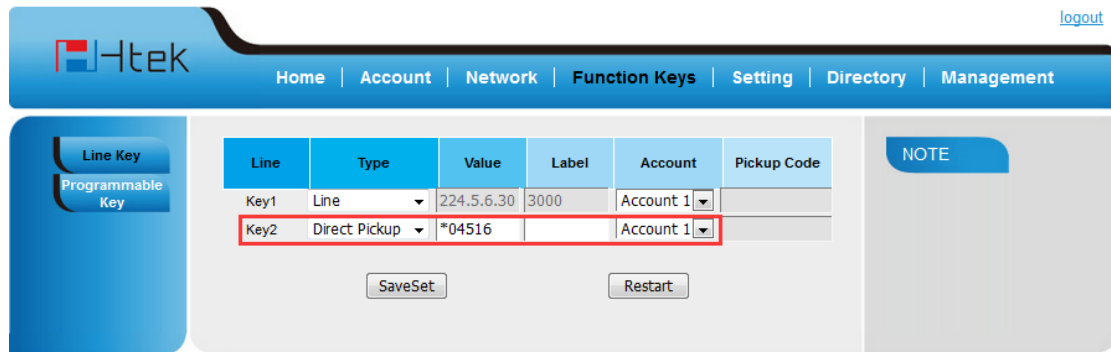 logout
Htek
Home | Account | Network | Function Keys | Setting | Directory | Management
Line Key
Programmable Key
Line Type Value Label Account Pickup Code
Key1 Line 224.5.6.30 3000 Account 1
Key2 Direct Pickup *04516 Account 1
SaveSet Restart
NOTE